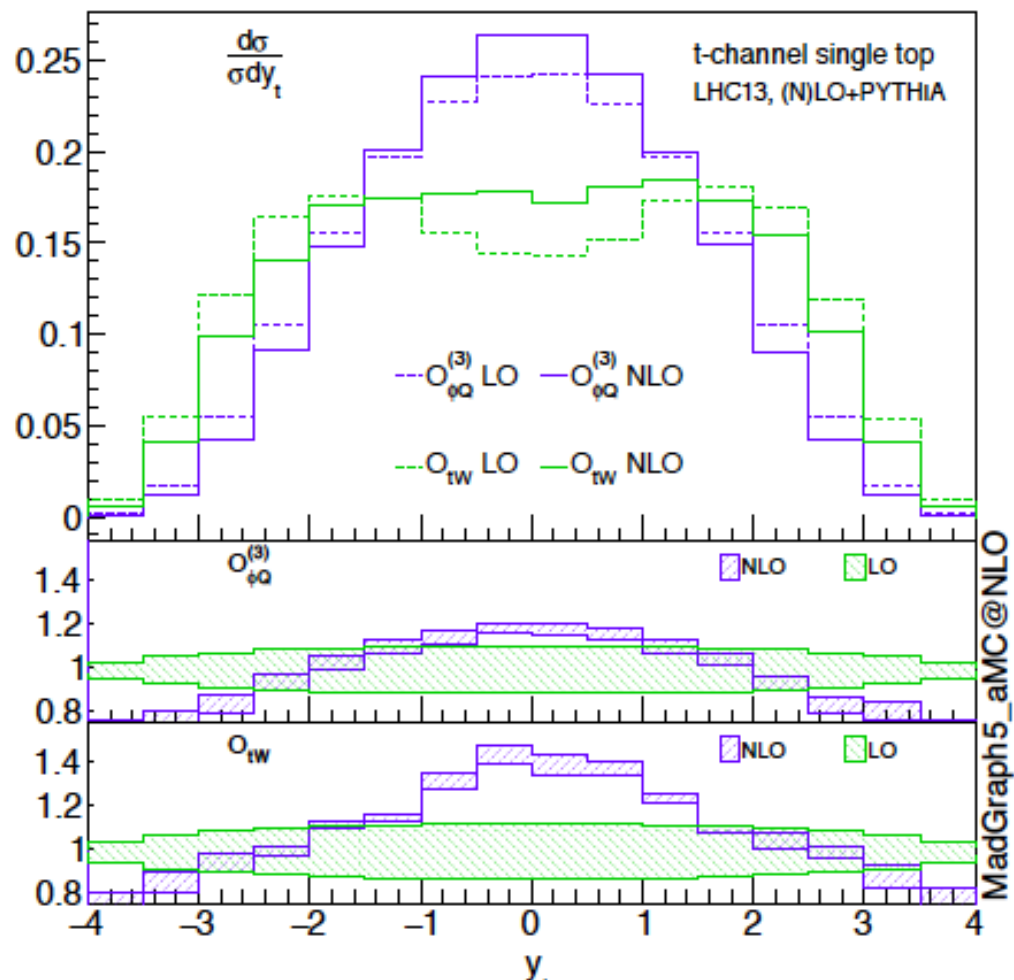 dσ
σdy_t
t-channel single top
LHC13, (N)LO+PYTHIA
0.25
0.2
0.15
0.1
0.05
0
O_φQ^(3) LO O_φQ^(3) NLO
O_tW LO O_tW NLO
O_φQ^(3) NLO LO
1.4
1.2
1
0.8
O_tW NLO LO
1.4
1.2
1
0.8
−4 −3 −2 −1 0 1 2 3 4
y
MadGraph5_aMC@NLO